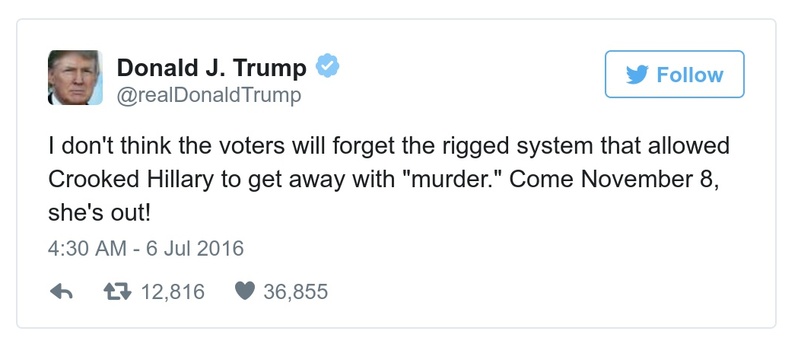 Donald J. Trump
@realDonaldTrump
Follow
I don't think the voters will forget the rigged system that allowed
Crooked Hillary to get away with "murder." Come November 8,
she's out!
4:30 AM - 6 Jul 2016
12,816 36,855